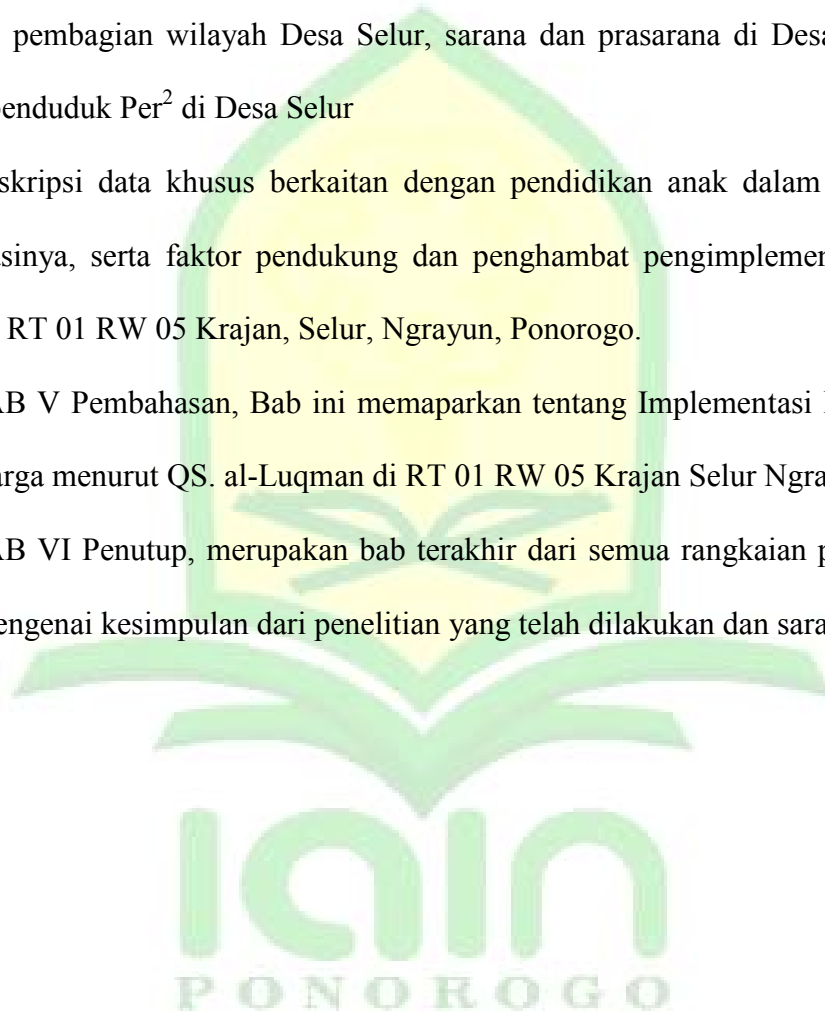 pembagian wilayah Desa Selur, sarana dan prasarana di Desa
penduduk Per² di Desa Selur
skripsi data khusus berkaitan dengan pendidikan anak dalam
sinya, serta faktor pendukung dan penghambat pengimplemen
RT 01 RW 05 Krajan, Selur, Ngrayun, Ponorogo.
AB V Pembahasan, Bab ini memaparkan tentang Implementasi
arga menurut QS. al-Luqman di RT 01 RW 05 Krajan Selur Ngra
AB VI Penutup, merupakan bab terakhir dari semua rangkaian p
engenai kesimpulan dari penelitian yang telah dilakukan dan sara
IAIN
PONOROGO